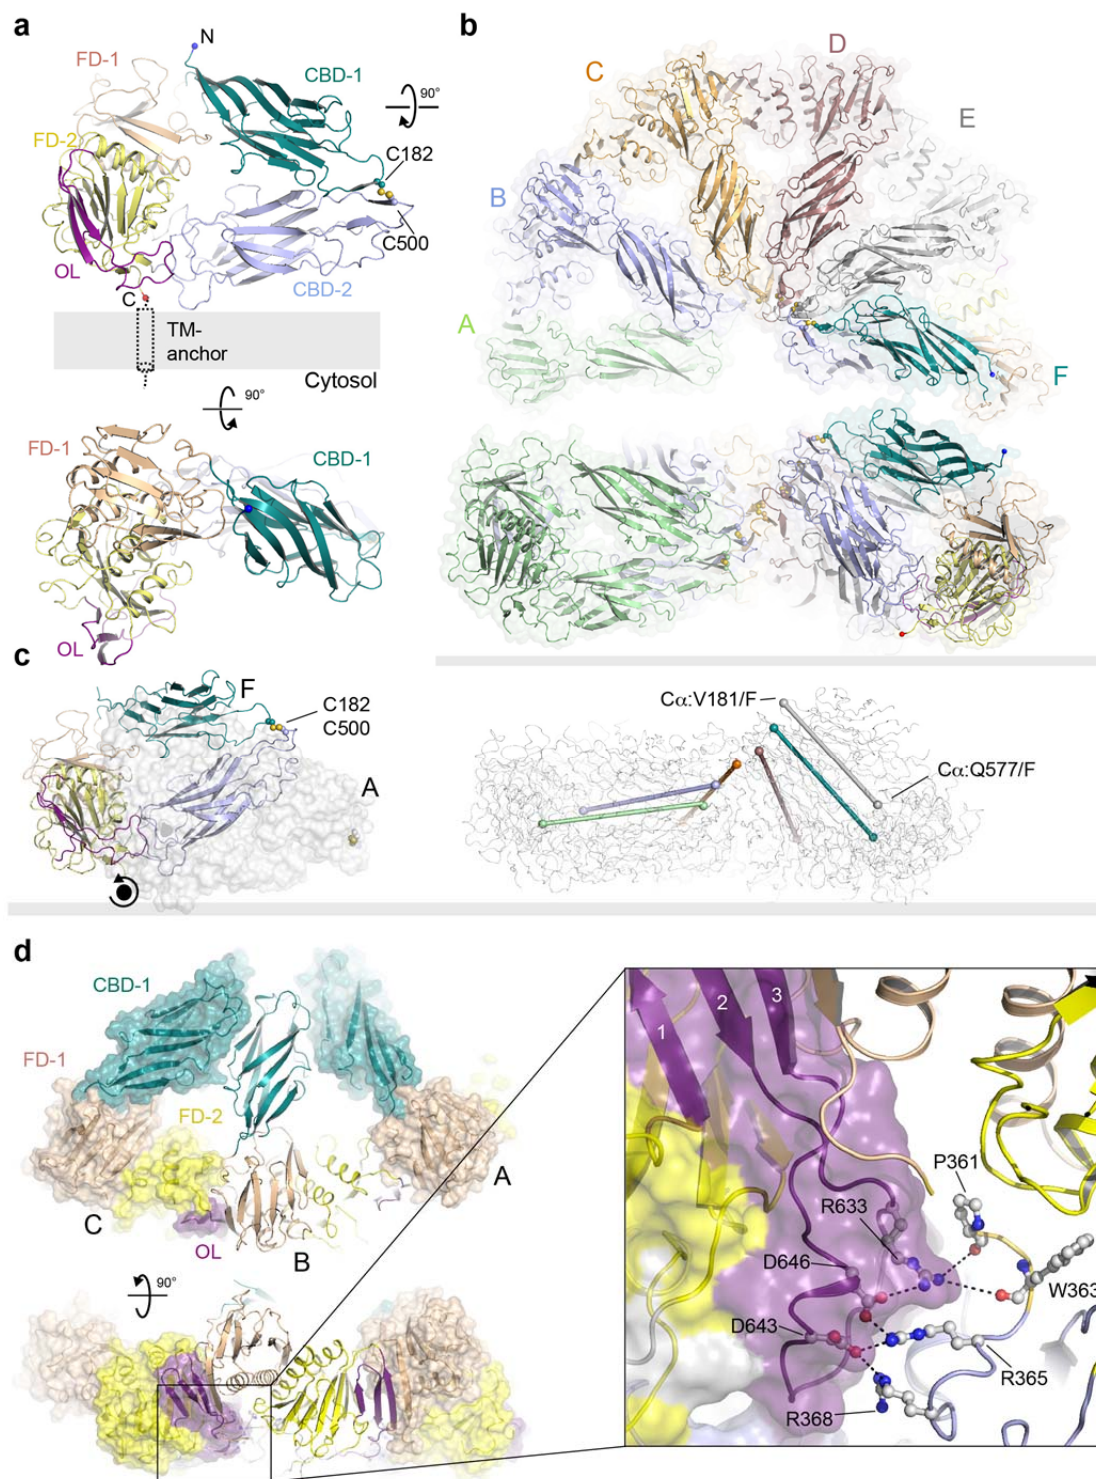 a
N
FD-1
CBD-1
90°
FD-2
C182
C500
OL
CBD-2
C
TM-
anchor
Cytosol
90°
FD-1
CBD-1
OL
b
D
C
E
B
A
F
c
F
C182
C500
A
Cα:V181/F
Cα:Q577/F
d
CBD-1
FD-1
FD-2
A
C
OL
B
90°
1
2
3
P361
R633
D646
W363
D643
R365
R368